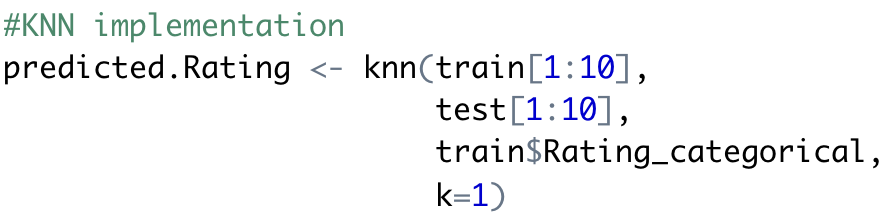 #KNN implementation
predicted.Rating <- knn(train[1:10],
test[1:10],
train$Rating_categorical,
k=1)